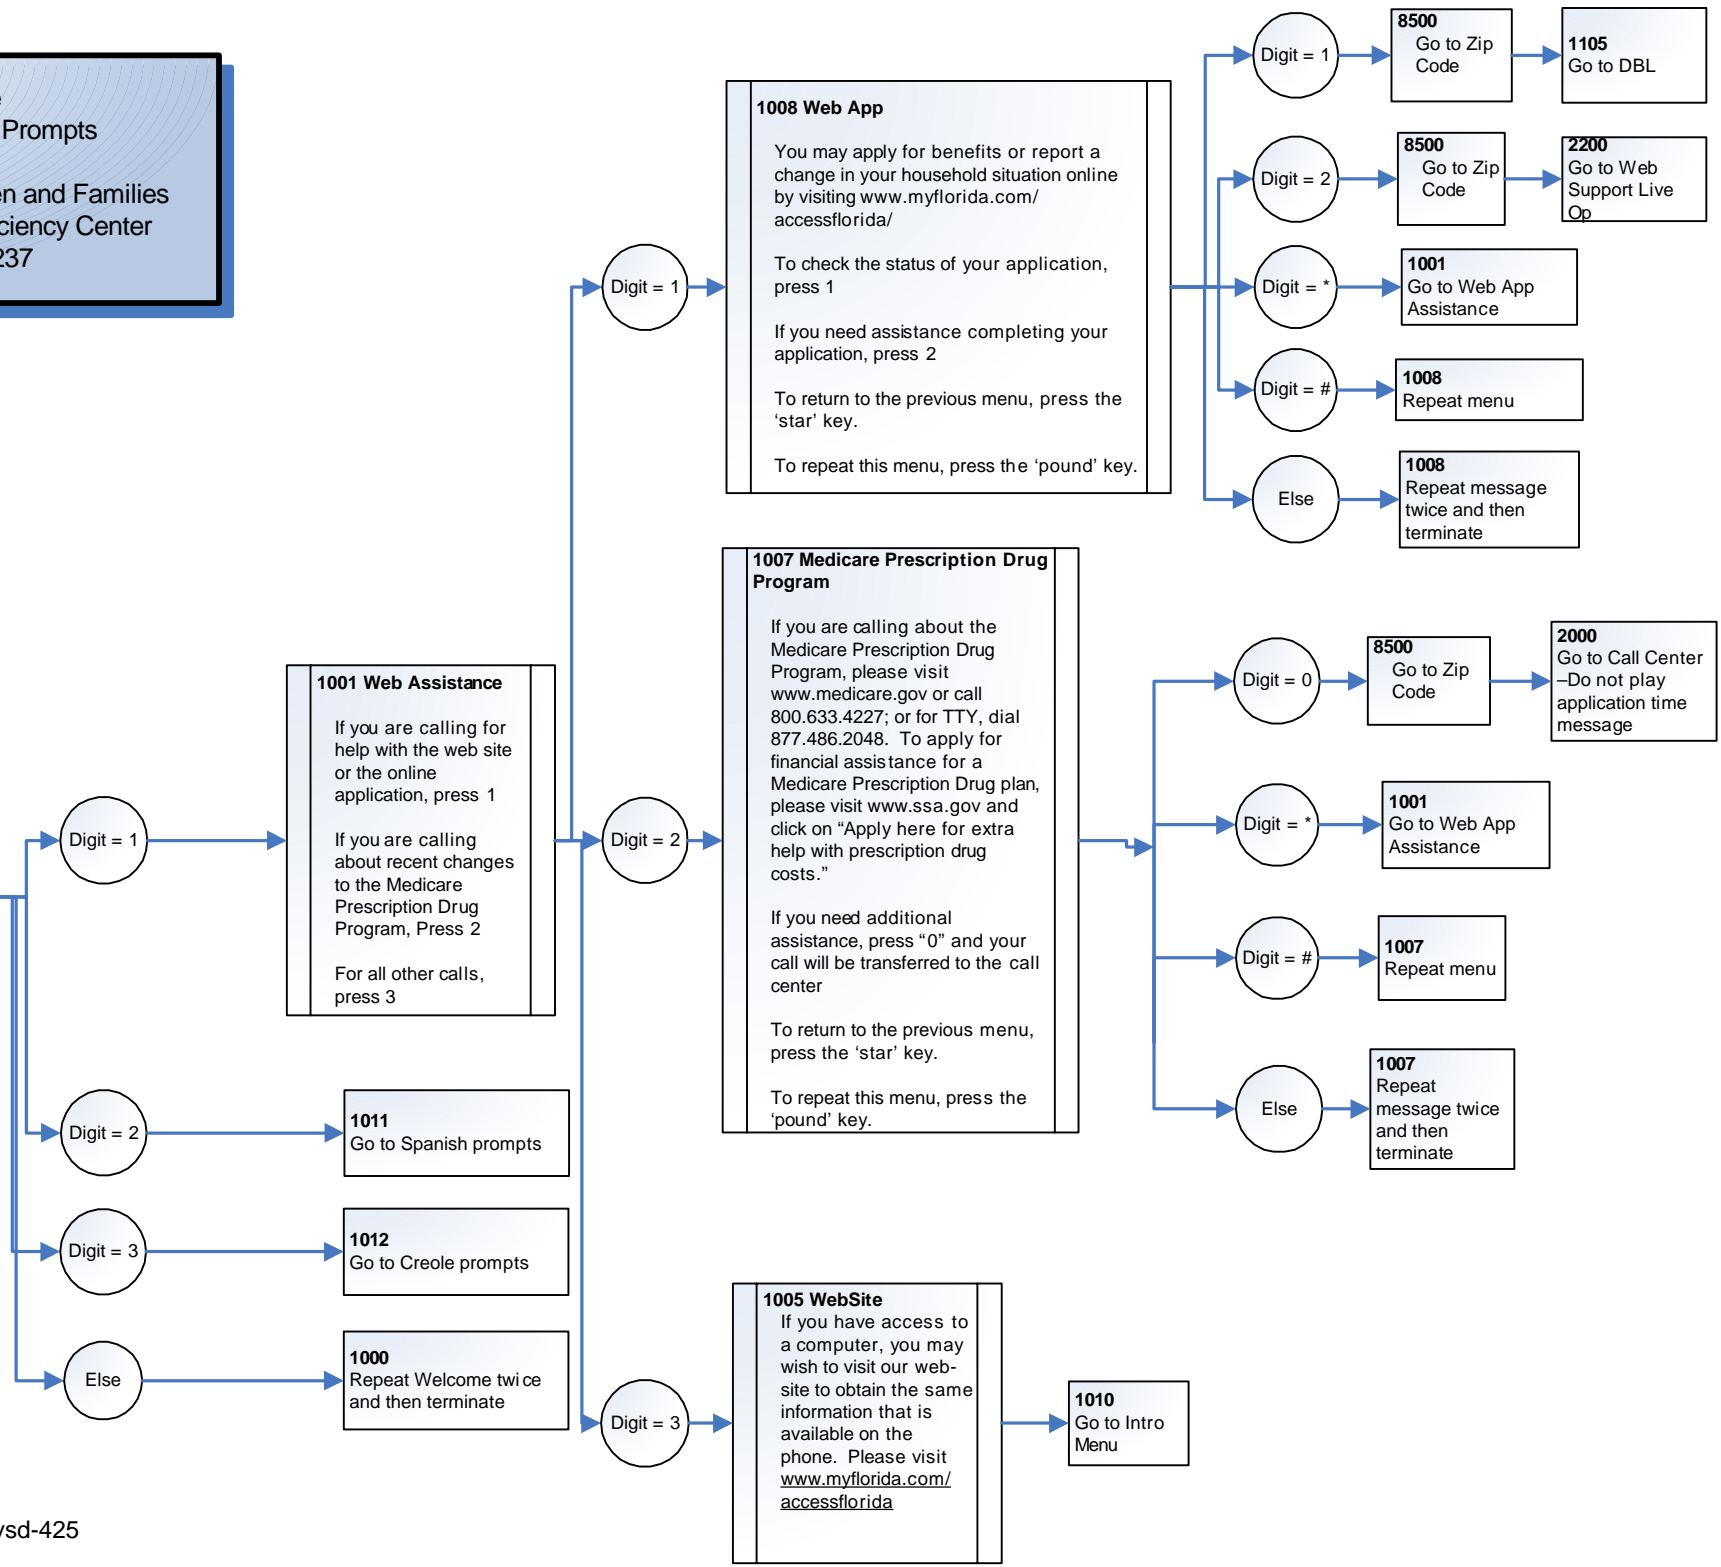 Prompts
en and Families
ciency Center
237
Digit = 1
Digit = 2
Digit = 3
Else
1001 Web Assistance
If you are calling for
help with the web site
or the online
application, press 1
If you are calling
about recent changes
to the Medicare
Prescription Drug
Program, Press 2
For all other calls,
press 3
1011
Go to Spanish prompts
1012
Go to Creole prompts
1000
Repeat Welcome twice
and then terminate
Digit = 1
Digit = 2
Digit = 3
1008 Web App
You may apply for benefits or report a
change in your household situation online
by visiting www.myflorida.com/
accessflorida/
To check the status of your application,
press 1
If you need assistance completing your
application, press 2
To return to the previous menu, press the
‘star’ key.
To repeat this menu, press the ‘pound’ key.
Digit = 1
8500
Go to Zip
Code
1105
Go to DBL
Digit = 2
8500
Go to Zip
Code
2200
Go to Web
Support Live
Op
Digit = *
1001
Go to Web App
Assistance
Digit = #
1008
Repeat menu
Else
1008
Repeat message
twice and then
terminate
1007 Medicare Prescription Drug
Program
If you are calling about the
Medicare Prescription Drug
Program, please visit
www.medicare.gov or call
800.633.4227; or for TTY, dial
877.486.2048.  To apply for
financial assistance for a
Medicare Prescription Drug plan,
please visit www.ssa.gov and
click on “Apply here for extra
help with prescription drug
costs.”
If you need additional
assistance, press “0” and your
call will be transferred to the call
center
To return to the previous menu,
press the ‘star’ key.
To repeat this menu, press the
‘pound’ key.
Digit = 0
8500
Go to Zip
Code
2000
Go to Call Center
–Do not play
application time
message
Digit = *
1001
Go to Web App
Assistance
Digit = #
1007
Repeat menu
Else
1007
Repeat
message twice
and then
terminate
1005 WebSite
If you have access to
a computer, you may
wish to visit our web-
site to obtain the same
information that is
available on the
phone.  Please visit
www.myflorida.com/
accessflorida
1010
Go to Intro
Menu
vsd-425